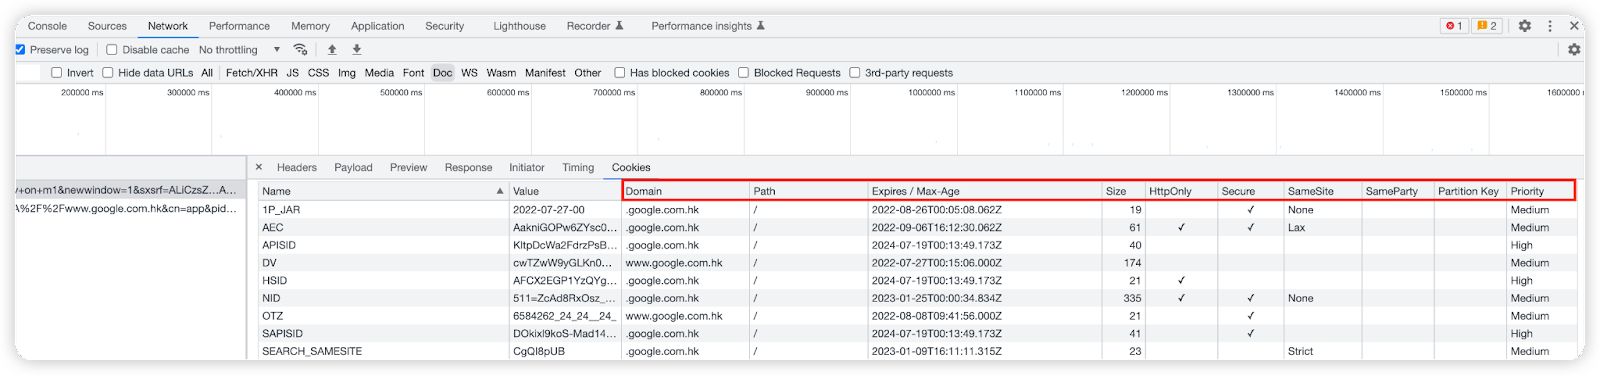 Console Sources Network Performance Memory Application Security Lighthouse Recorder Performance insights 1 2
Preserve log Disable cache No throttling
Invert Hide data URLs All Fetch/XHR JS CSS Img Media Font Doc WS Wasm Manifest Other Has blocked cookies Blocked Requests 3rd-party requests
200000 ms 300000 ms 400000 ms 500000 ms 600000 ms 700000 ms 800000 ms 900000 ms 1000000 ms 1100000 ms 1200000 ms 1300000 ms 1400000 ms 1500000 ms 1600000
Headers Payload Preview Response Initiator Timing Cookies
+on+m1&newwindow=1&sxsrf=ALiCzsZ...A...
A%2F%2Fwww.google.com.hk&cn=app&pid...
Name Value Domain Path Expires / Max-Age Size HttpOnly Secure SameSite SameParty Partition Key Priority
1P_JAR 2022-07-27-00 .google.com.hk / 2022-08-26T00:05:08.062Z 19 ✓ None Medium
AEC AakniGOPw6ZYsc0... .google.com.hk / 2022-09-06T16:12:30.062Z 61 ✓ ✓ Lax Medium
APISID KltpDcWa2FdrzPsB... .google.com.hk / 2024-07-19T00:13:49.173Z 40 High
DV cwTZwW9yGLKn0... www.google.com.hk / 2022-07-27T00:15:06.000Z 174 Medium
HSID AFCX2EGP1YzQYg... .google.com.hk / 2024-07-19T00:13:49.173Z 21 ✓ High
NID 511=ZcAd8RxOsz_... .google.com.hk / 2023-01-25T00:00:34.834Z 335 ✓ ✓ None Medium
OTZ 6584262_24_24__24_ www.google.com.hk / 2022-08-08T09:41:56.000Z 21 ✓ Medium
SAPISID DOkixl9koS-Mad14... .google.com.hk / 2024-07-19T00:13:49.173Z 41 ✓ High
SEARCH_SAMESITE CgQI8pUB .google.com.hk / 2023-01-09T16:11:11.315Z 23 Strict Medium